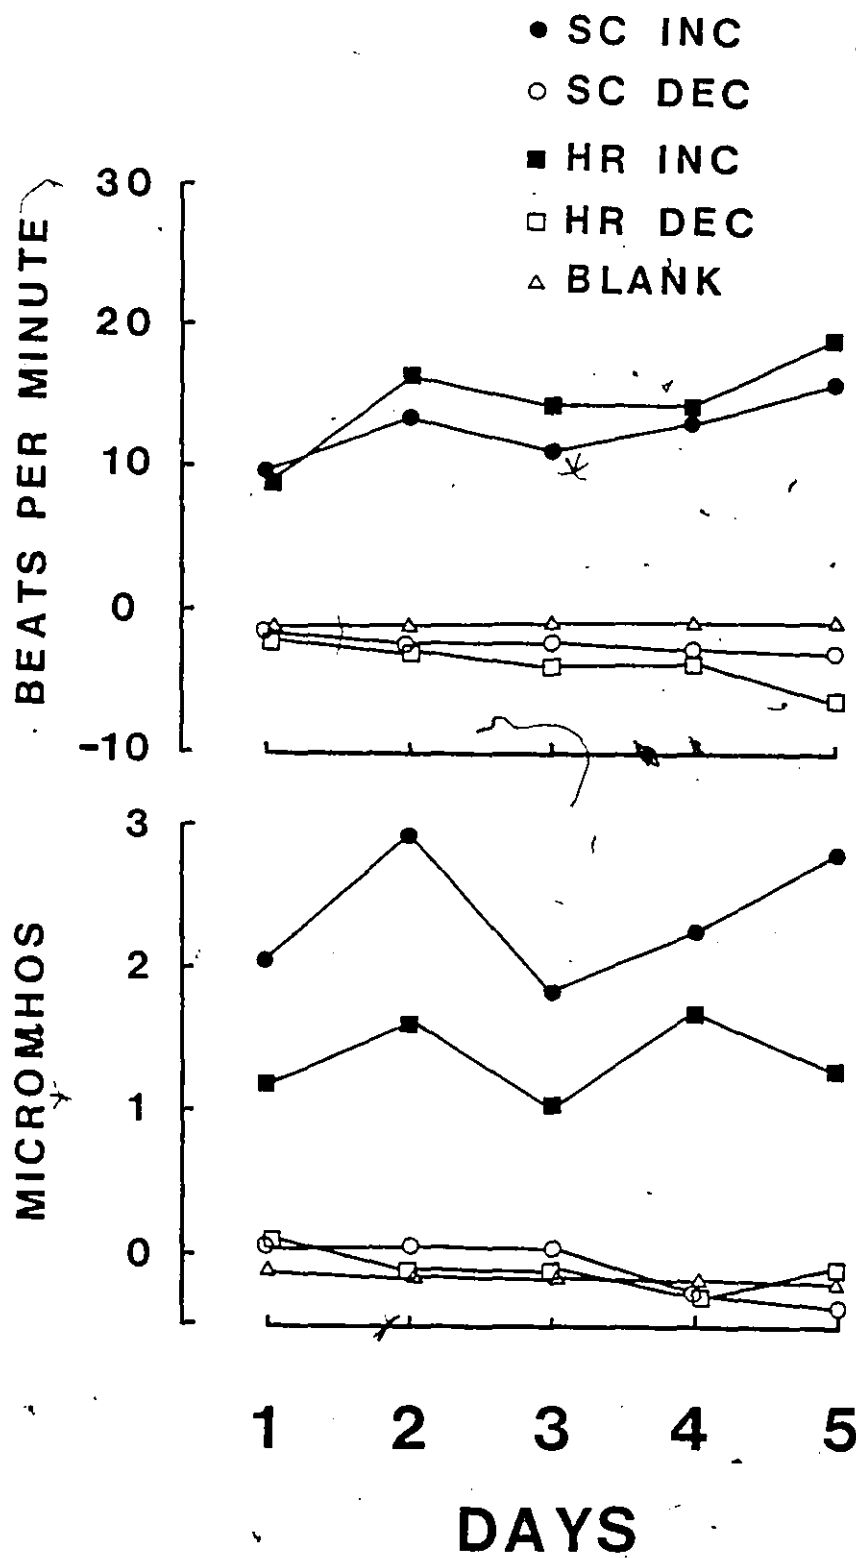 SC INC
SC DEC
HR INC
HR DEC
BLANK
BEATS PER MINUTE
30
20
10
0
-10
MICROMHOS
3
2
1
0
1 2 3 4 5
DAYS